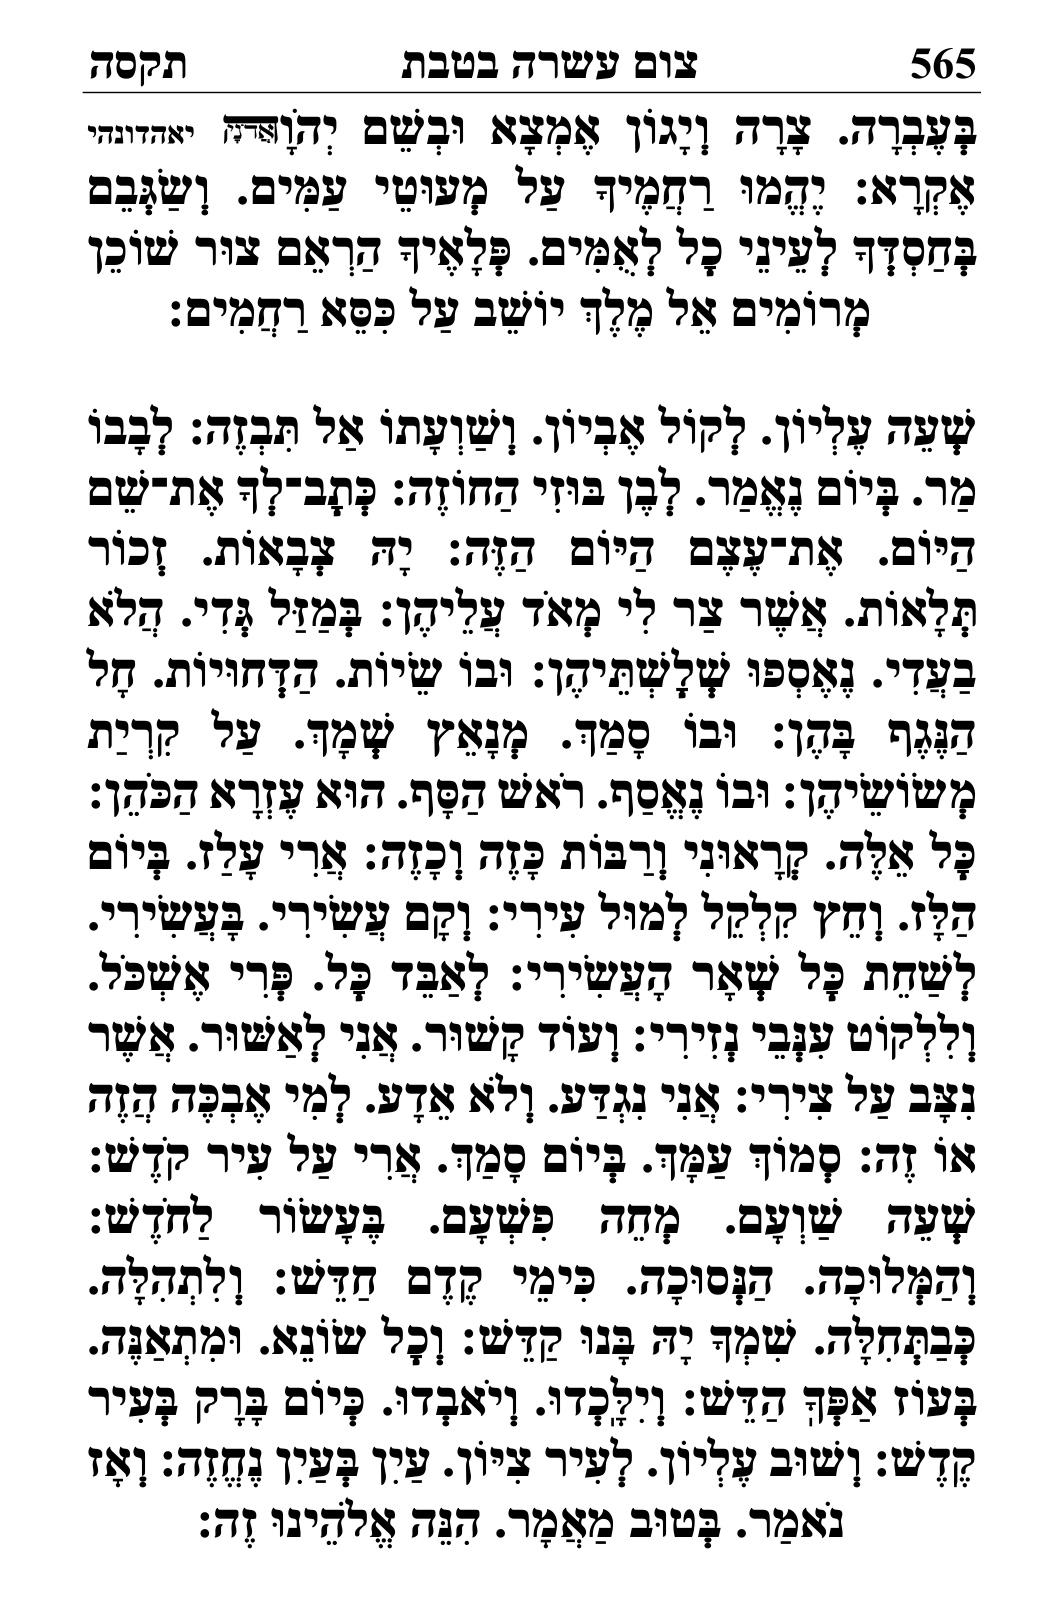 565 צום עשרה בטבת תקסה
בְּעֶבְרָה. צָרָה וְיָגוֹן אֶמְצָא וּבְשֵׁם יְהֹוָה אֲדֹנָי יאהדונהי
אֶקְרָא: יֶהֱמוּ רַחֲמֶיךָ עַל מְעוּטֵי עַמִּים. וְשַׂגְּבֵם
בְּחַסְדְּךָ לְעֵינֵי כָל לְאֻמִּים. פְּלָאֶיךָ הַרְאֵם צוּר שׁוֹכֵן
מְרוֹמִים אֵל מֶלֶךְ יוֹשֵׁב עַל כִּסֵּא רַחֲמִים:
שְׁעֵה עֶלְיוֹן. לְקוֹל אֶבְיוֹן. וְשַׁוְעָתוֹ אַל תִּבְזֶה: לְבָבוֹ
מַר. בְּיוֹם נֶאֱמַר. לְבֶן בּוּזִי הַחוֹזֶה: כְּתָב־לְךָ אֶת־שֵׁם
הַיּוֹם. אֶת־עֶצֶם הַיּוֹם הַזֶּה: יָהּ צְבָאוֹת. זְכוֹר
תְּלָאוֹת. אֲשֶׁר צַר לִי מְאֹד עֲלֵיהֶן: בְּמַזַּל גְּדִי. הֲלֹא
בַעֲדִי. נֶאֶסְפוּ שְׁלָשְׁתֵּיהֶן: וּבוֹ שֵׂיוֹת. הַדְּחוּיוֹת. חָל
הַנֶּגֶף בָּהֶן: וּבוֹ סָמַךְ. מְנָאֵץ שְׁמָךְ. עַל קִרְיַת
מְשׂוֹשֵׂיהֶן: וּבוֹ נֶאֱסַף. רֹאשׁ הַסָּף. הוּא עֶזְרָא הַכֹּהֵן:
כָּל אֵלֶּה. קְרָאוּנִי וְרַבּוֹת כָּזֶה וְכָזֶה: אֲרִי עָלַז. בְּיוֹם
הַלָּז. וְחֵץ קִלְקֵל לְמוּל עִירִי: וְקָם עֲשִׂירִי. בָּעֲשִׂירִי.
לְשַׁחֵת כָּל שְׁאָר הָעֲשִׂירִי: לְאַבֵּד כָּל. פְּרִי אֶשְׁכֹּל.
וְלִלְקוֹט עִנְּבֵי נְזִירִי: וְעוֹד קָשׁוּר. אֲנִי לְאַשּׁוּר. אֲשֶׁר
נִצָּב עַל צִירִי: אֲנִי נִגְדַּע. וְלֹא אֵדָע. לְמִי אֶבְכֶּה הֲזֶה
אוֹ זֶה: סְמוֹךְ עַמָּךְ. בְּיוֹם סָמַךְ. אֲרִי עַל עִיר קֹדֶשׁ:
שְׁעֵה שַׁוְעָם. מְחֵה פִשְׁעָם. בֶּעָשׂוֹר לַחֹדֶשׁ:
וְהַמְּלוּכָה. הַנְּסוּכָה. כִּימֵי קֶדֶם חַדֵּשׁ: וְלִתְהִלָּה.
כְּבַתְּחִלָּה. שִׁמְךָ יָהּ בָּנוּ קַדֵּשׁ: וְכָל שׂוֹנֵא. וּמִתְאַנֶּה.
בְּעוֹז אַפְּךָ הַדֵּשׁ: וְיִלָּכְדוּ. וְיֹאבְדוּ. כְּיוֹם בָּרָק בְּעִיר
קֶדֶשׁ: וְשׁוּב עֶלְיוֹן. לְעִיר צִיּוֹן. עַיִן בְּעַיִן נֶחֱזֶה: וְאָז
נֹאמַר. בְּטוּב מַאֲמָר. הִנֵּה אֱלֹהֵינוּ זֶה: